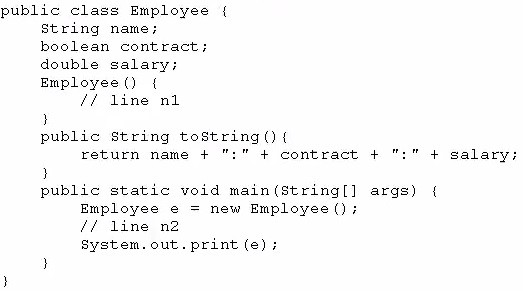 public class Employee {
    String name;
    boolean contract;
    double salary;
    Employee() {
        // line n1
    }
    public String toString(){
        return name + ":" + contract + ":" + salary;
    }
    public static void main(String[] args) {
        Employee e = new Employee();
        // line n2
        System.out.print(e);
    }
}